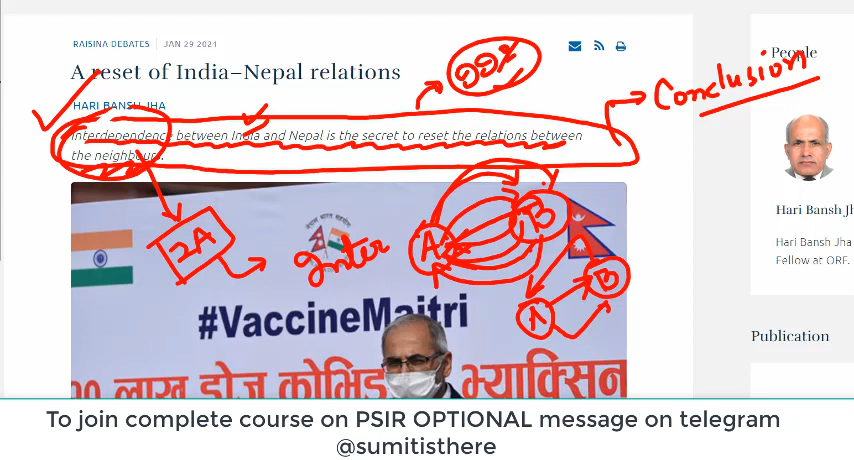 RAISINA DEBATES | JAN 29 2021
A reset of India–Nepal relations
HARI BANSH JHA
Interdependence between India and Nepal is the secret to reset the relations between
the neighbours.
Conclusion
People
2A
Inter
A
B
A
B
#VaccineMaitri
लाख डोज कोभिड
भ्याक्सिन
Hari Bansh Jha
Hari Bansh Jha
Fellow at ORF.
Publication
To join complete course on PSIR OPTIONAL message on telegram
@sumitisthere